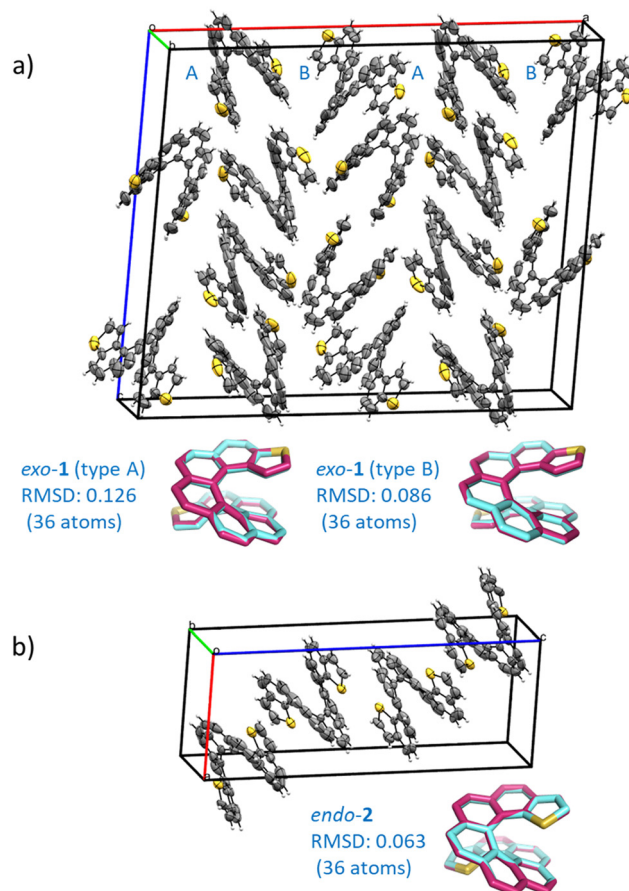 a)
o
b
a
A
B
A
B
c
exo-1 (type A)
RMSD: 0.126
(36 atoms)
exo-1 (type B)
RMSD: 0.086
(36 atoms)
b)
b
o
c
a
endo-2
RMSD: 0.063
(36 atoms)